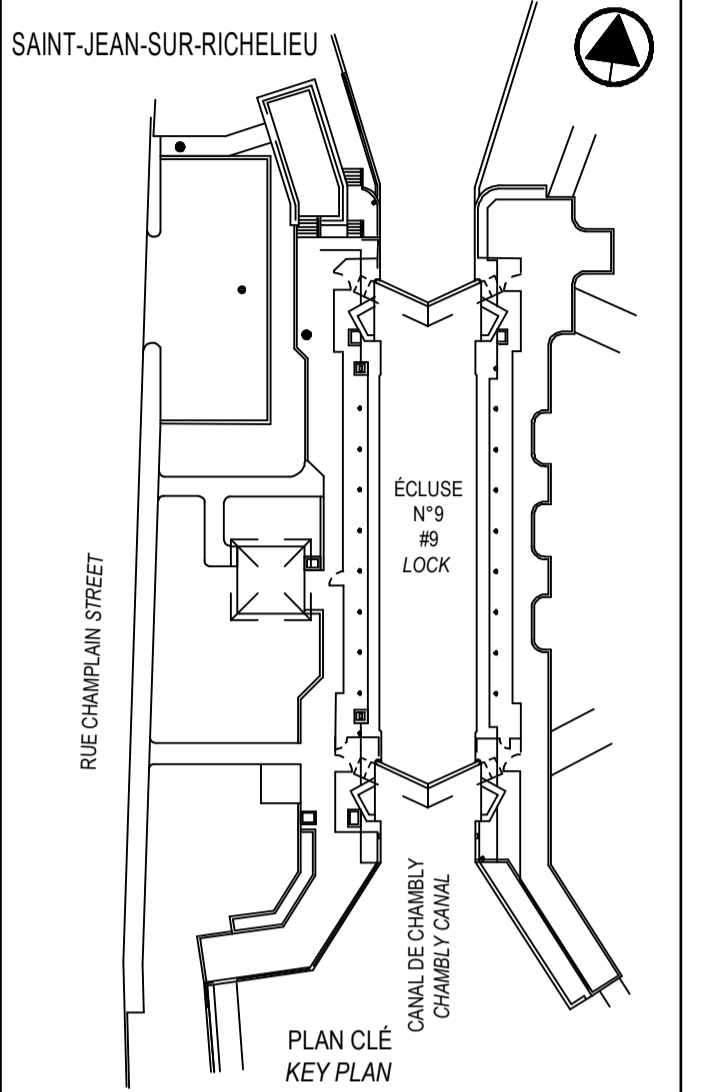 SAINT-JEAN-SUR-RICHELIEU
ÉCLUSE
N°9
#9
LOCK
RUE CHAMPLAIN STREET
CANAL DE CHAMBLY
CHAMBLY CANAL
PLAN CLÉ
KEY PLAN